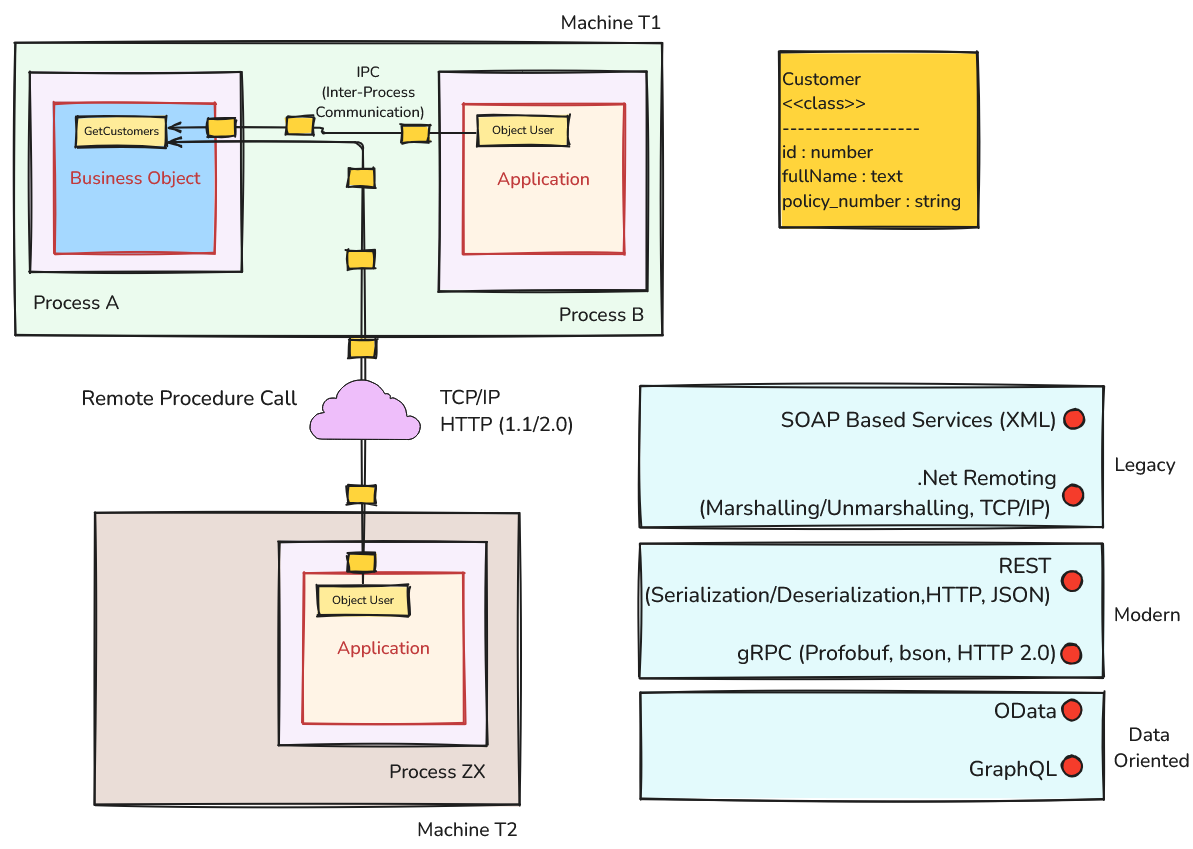 Machine T1
IPC
(Inter-Process
Communication)
GetCustomers
Object User
Business Object
Application
Process A
Process B
Customer
<<class>>
------------------
id : number
fullName : text
policy_number : string
Remote Procedure Call
TCP/IP
HTTP (1.1/2.0)
Object User
Application
Process ZX
Machine T2
SOAP Based Services (XML)
.Net Remoting
(Marshalling/Unmarshalling, TCP/IP)
Legacy
REST
(Serialization/Deserialization,HTTP, JSON)
gRPC (Profobuf, bson, HTTP 2.0)
Modern
OData
GraphQL
Data
Oriented